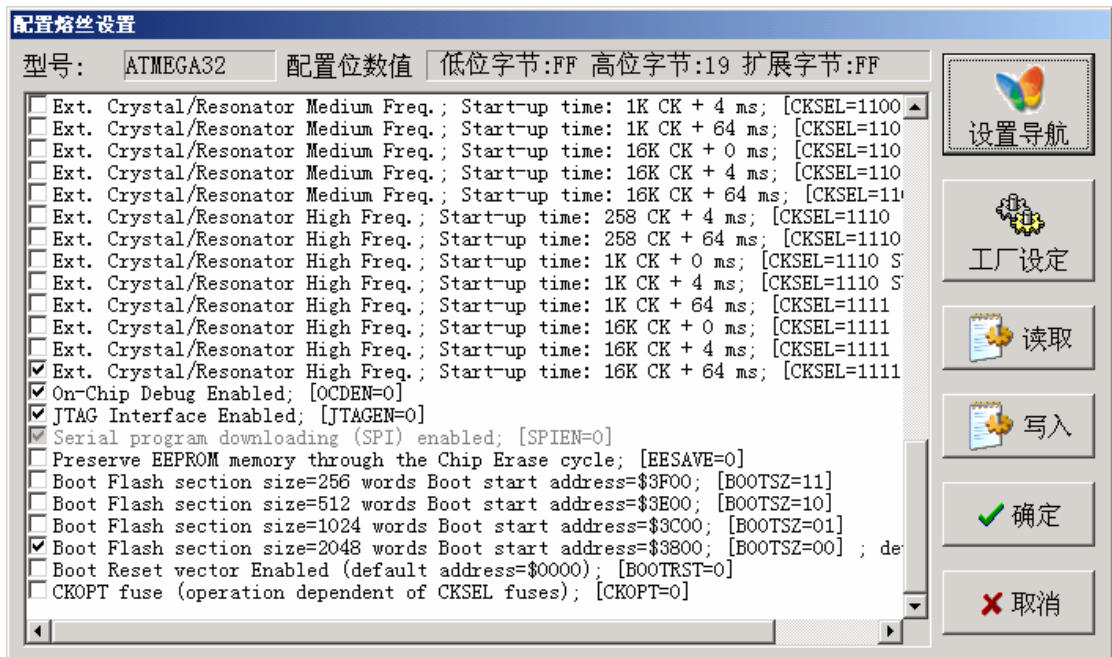 配置熔丝设置
型号: ATMEGA32 配置位数值 低位字节:FF 高位字节:19 扩展字节:FF
Ext. Crystal/Resonator Medium Freq.; Start-up time: 1K CK + 4 ms; [CKSEL=1100
Ext. Crystal/Resonator Medium Freq.; Start-up time: 1K CK + 64 ms; [CKSEL=110
Ext. Crystal/Resonator Medium Freq.; Start-up time: 16K CK + 0 ms; [CKSEL=110
Ext. Crystal/Resonator Medium Freq.; Start-up time: 16K CK + 4 ms; [CKSEL=110
Ext. Crystal/Resonator Medium Freq.; Start-up time: 16K CK + 64 ms; [CKSEL=11
Ext. Crystal/Resonator High Freq.; Start-up time: 258 CK + 4 ms; [CKSEL=1110
Ext. Crystal/Resonator High Freq.; Start-up time: 258 CK + 64 ms; [CKSEL=1110
Ext. Crystal/Resonator High Freq.; Start-up time: 1K CK + 0 ms; [CKSEL=1110 S
Ext. Crystal/Resonator High Freq.; Start-up time: 1K CK + 4 ms; [CKSEL=1110 S
Ext. Crystal/Resonator High Freq.; Start-up time: 1K CK + 64 ms; [CKSEL=1111
Ext. Crystal/Resonator High Freq.; Start-up time: 16K CK + 0 ms; [CKSEL=1111
Ext. Crystal/Resonator High Freq.; Start-up time: 16K CK + 4 ms; [CKSEL=1111
Ext. Crystal/Resonator High Freq.; Start-up time: 16K CK + 64 ms; [CKSEL=1111
On-Chip Debug Enabled; [OCDEN=0]
JTAG Interface Enabled; [JTAGEN=0]
Serial program downloading (SPI) enabled; [SPIEN=0]
Preserve EEPROM memory through the Chip Erase cycle; [EESAVE=0]
Boot Flash section size=256 words Boot start address=$3F00; [BOOTSZ=11]
Boot Flash section size=512 words Boot start address=$3E00; [BOOTSZ=10]
Boot Flash section size=1024 words Boot start address=$3C00; [BOOTSZ=01]
Boot Flash section size=2048 words Boot start address=$3800; [BOOTSZ=00] ; de
Boot Reset vector Enabled (default address=$0000); [BOOTRST=0]
CKOPT fuse (operation dependent of CKSEL fuses); [CKOPT=0]
设置导航
工厂设定
读取
写入
确定
取消